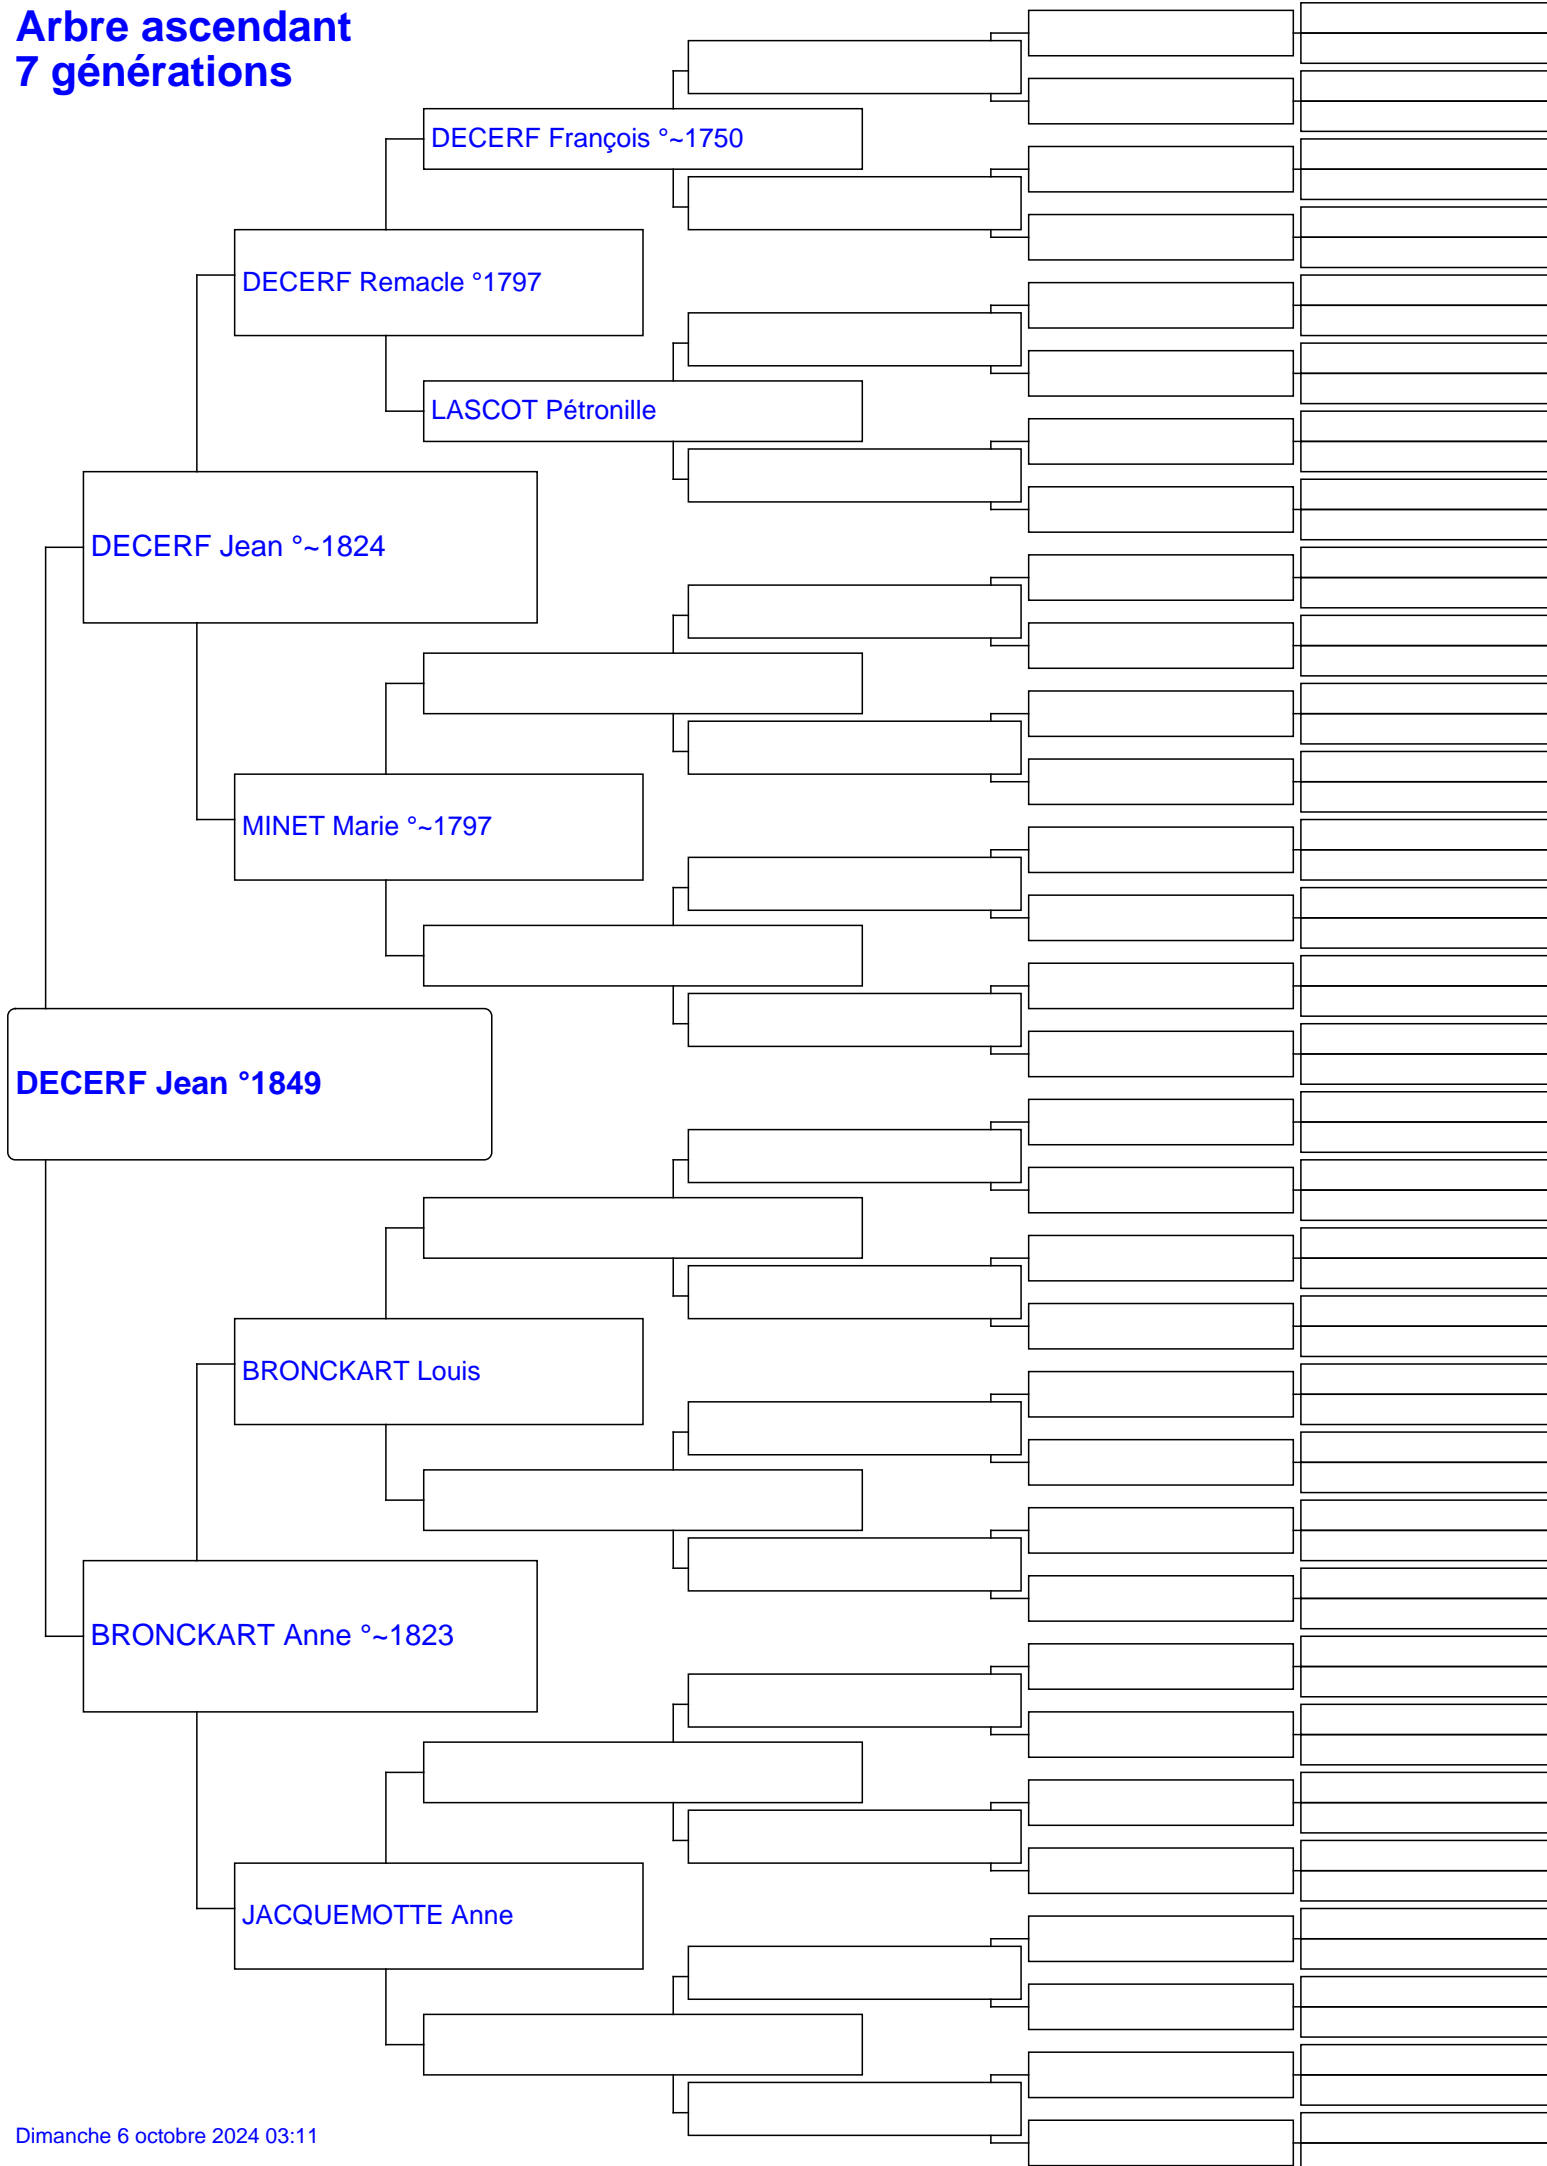 Arbre ascendant
7 générations
DECERF François °~1750
DECERF Remacle °1797
LASCOT Pétronille
DECERF Jean °~1824
MINET Marie °~1797
DECERF Jean °1849
BRONCKART Louis
BRONCKART Anne °~1823
JACQUEMOTTE Anne
Dimanche 6 octobre 2024 03:11